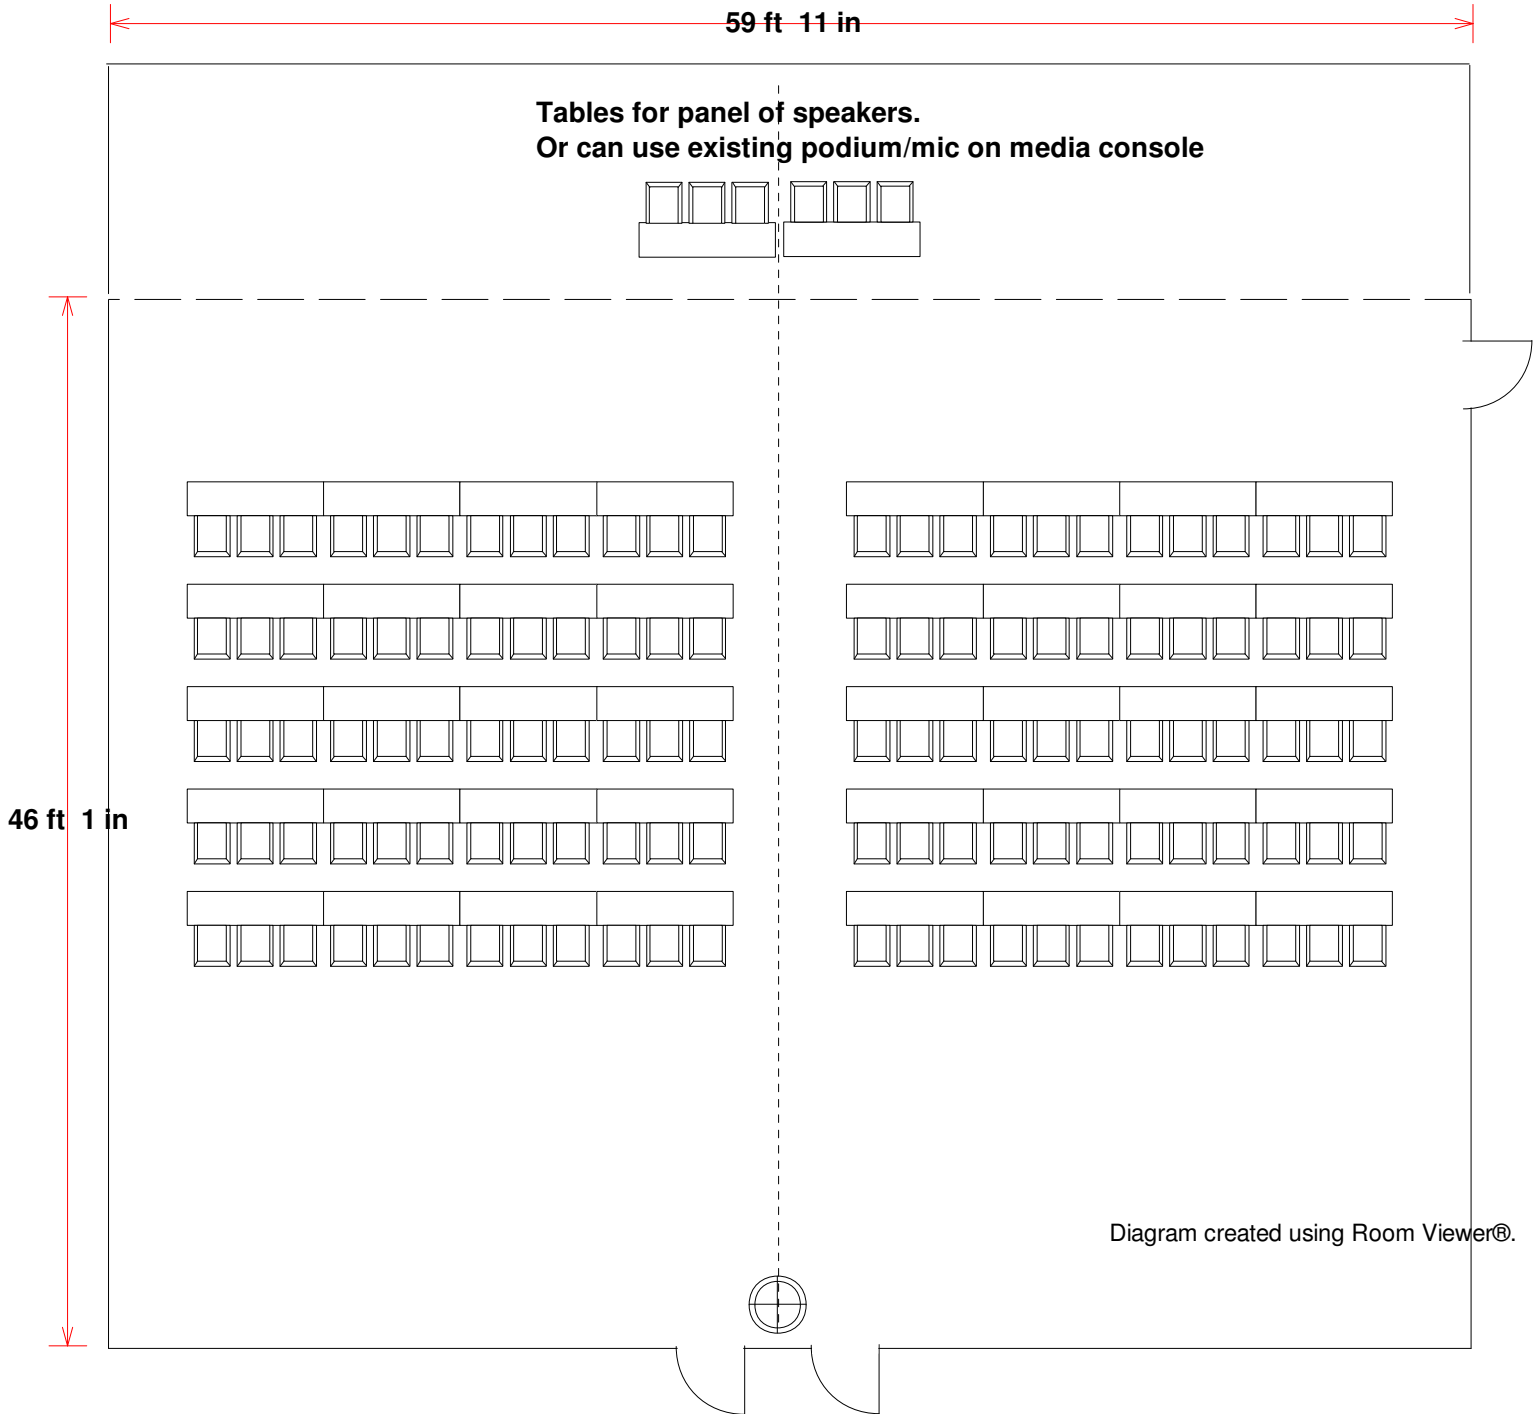 59 ft 11 in
Tables for panel of speakers.
Or can use existing podium/mic on media console
46 ft 1 in
Diagram created using Room Viewer®.